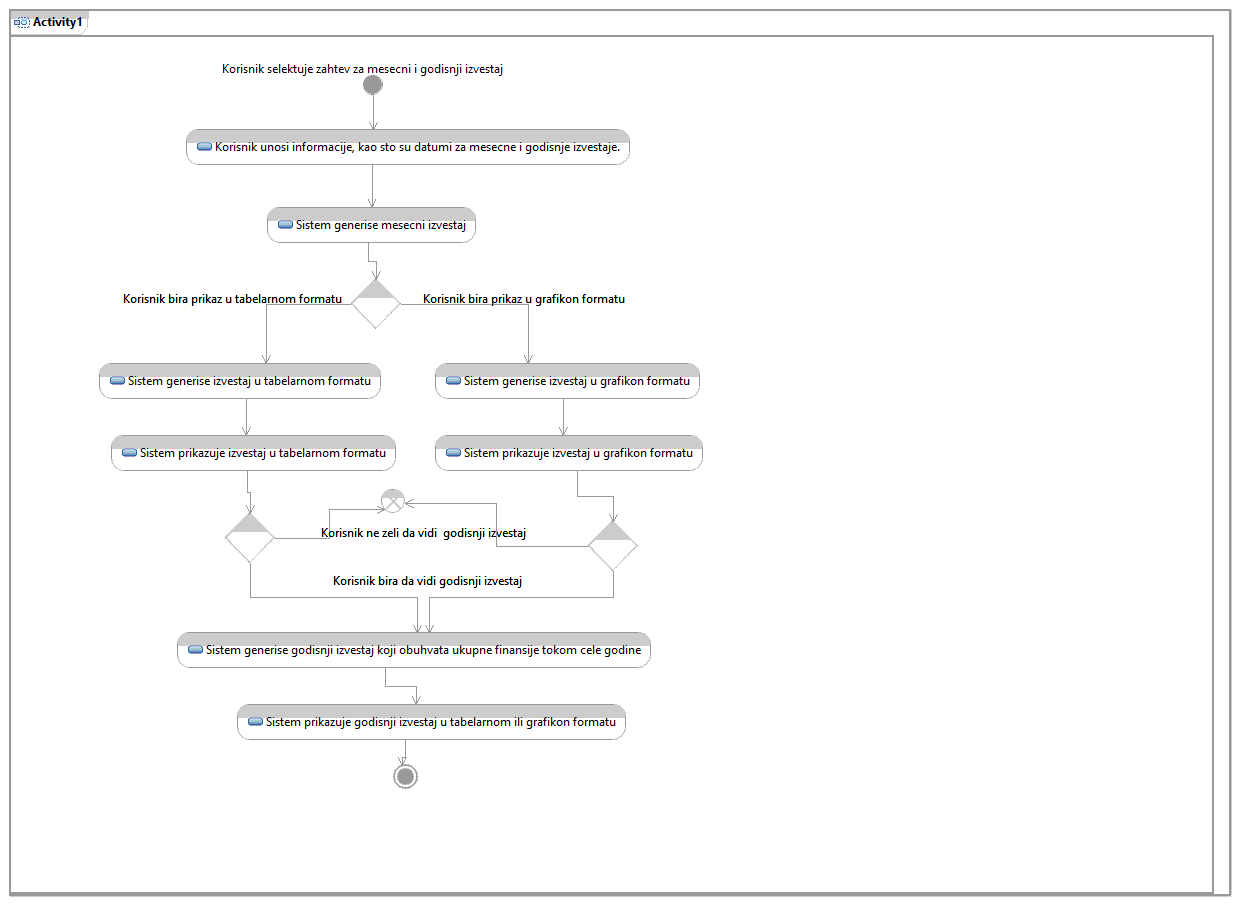 Activity1
Korisnik selektuje zahtev za mesecni i godisnji izvestaj
Korisnik unosi informacije, kao sto su datumi za mesecne i godisnje izvestaje.
Sistem generise mesecni izvestaj
Korisnik bira prikaz u tabelarnom formatu
Korisnik bira prikaz u grafikon formatu
Sistem generise izvestaj u tabelarnom formatu
Sistem generise izvestaj u grafikon formatu
Sistem prikazuje izvestaj u tabelarnom formatu
Sistem prikazuje izvestaj u grafikon formatu
Korisnik ne zeli da vidi  godisnji izvestaj
Korisnik bira da vidi godisnji izvestaj
Sistem generise godisnji izvestaj koji obuhvata ukupne finansije tokom cele godine
Sistem prikazuje godisnji izvestaj u tabelarnom ili grafikon formatu